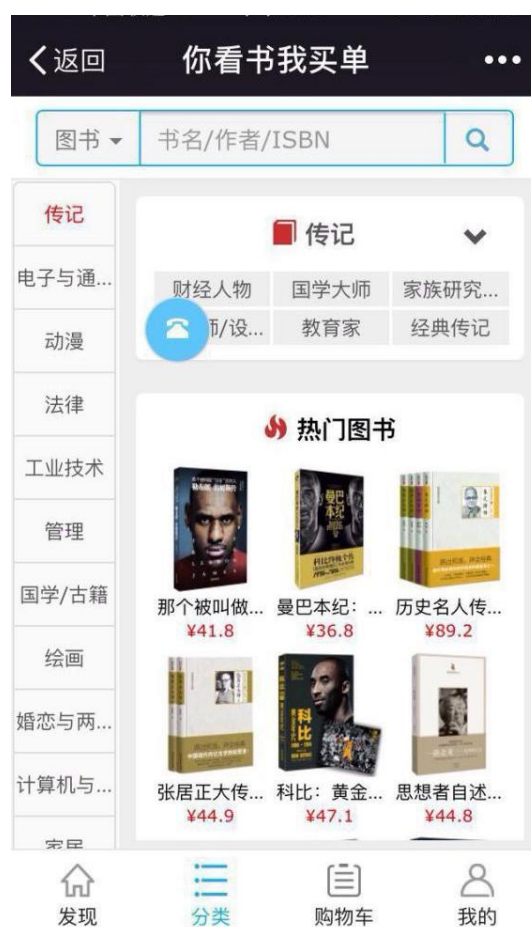 返回
你看书我买单
图书
书名/作者/ISBN
传记
电子与通...
动漫
法律
工业技术
管理
国学/古籍
绘画
婚恋与两...
计算机与...
传记
财经人物
国学大师
家族研究...
师/设...
教育家
经典传记
热门图书
曼巴
本纪
科比
那个被叫做...
曼巴本纪：...
历史名人传...
¥41.8
¥36.8
¥89.2
张居正大传...
科比：黄金...
思想者自述...
¥44.9
¥47.1
¥44.8
发现
分类
购物车
我的